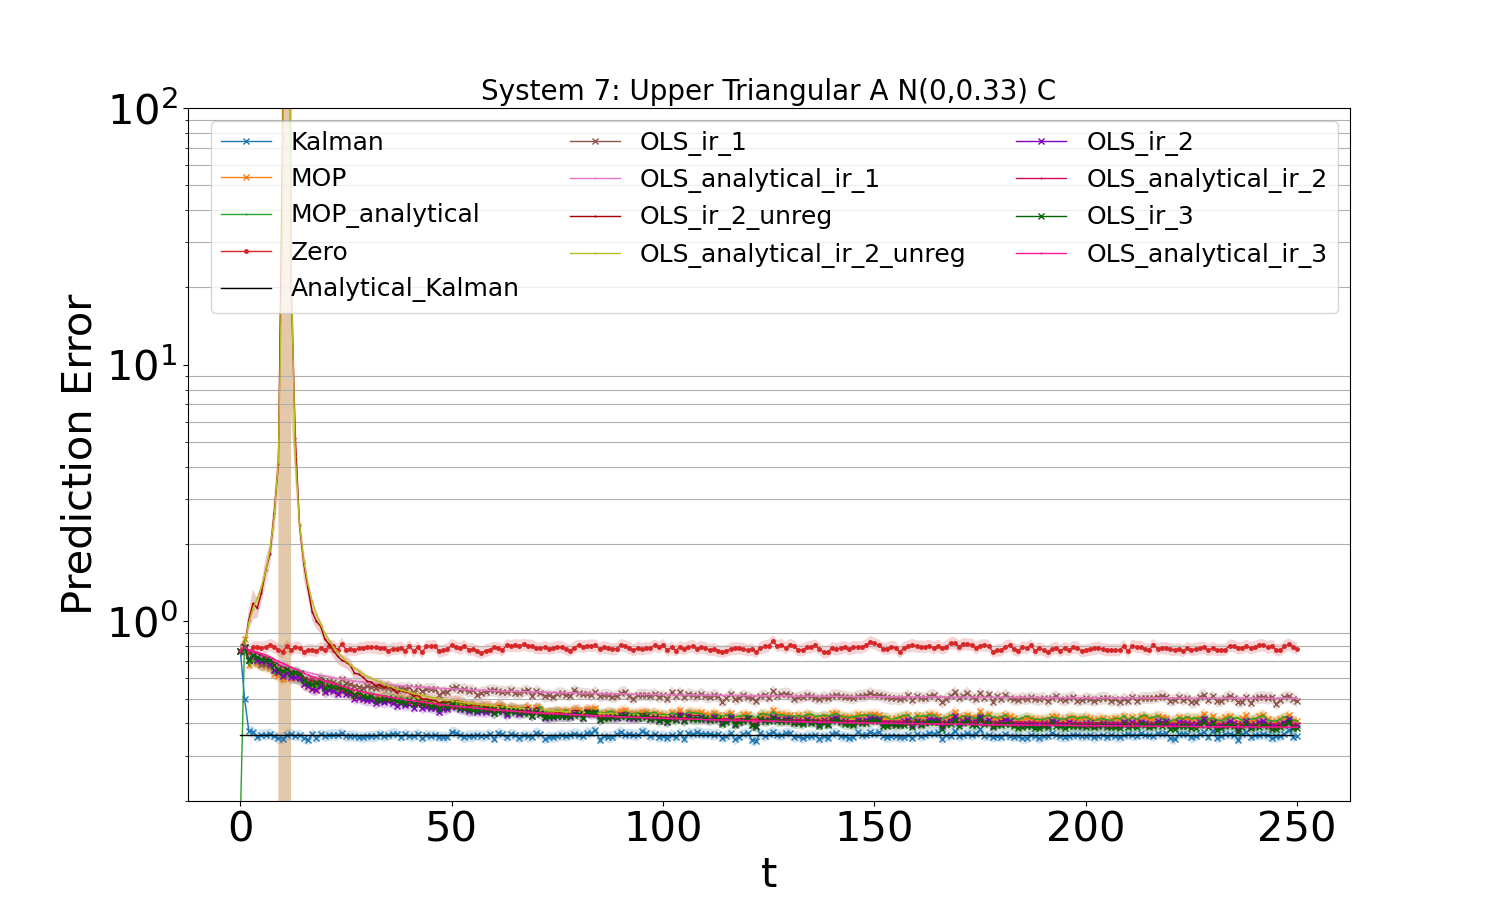 System 7: Upper Triangular A N(0,0.33) C
10²
10¹
10⁰
Prediction Error
Kalman
MOP
MOP_analytical
Zero
Analytical_Kalman
OLS_ir_1
OLS_analytical_ir_1
OLS_ir_2_unreg
OLS_analytical_ir_2_unreg
OLS_ir_2
OLS_analytical_ir_2
OLS_ir_3
OLS_analytical_ir_3
0 50 100 150 200 250
t